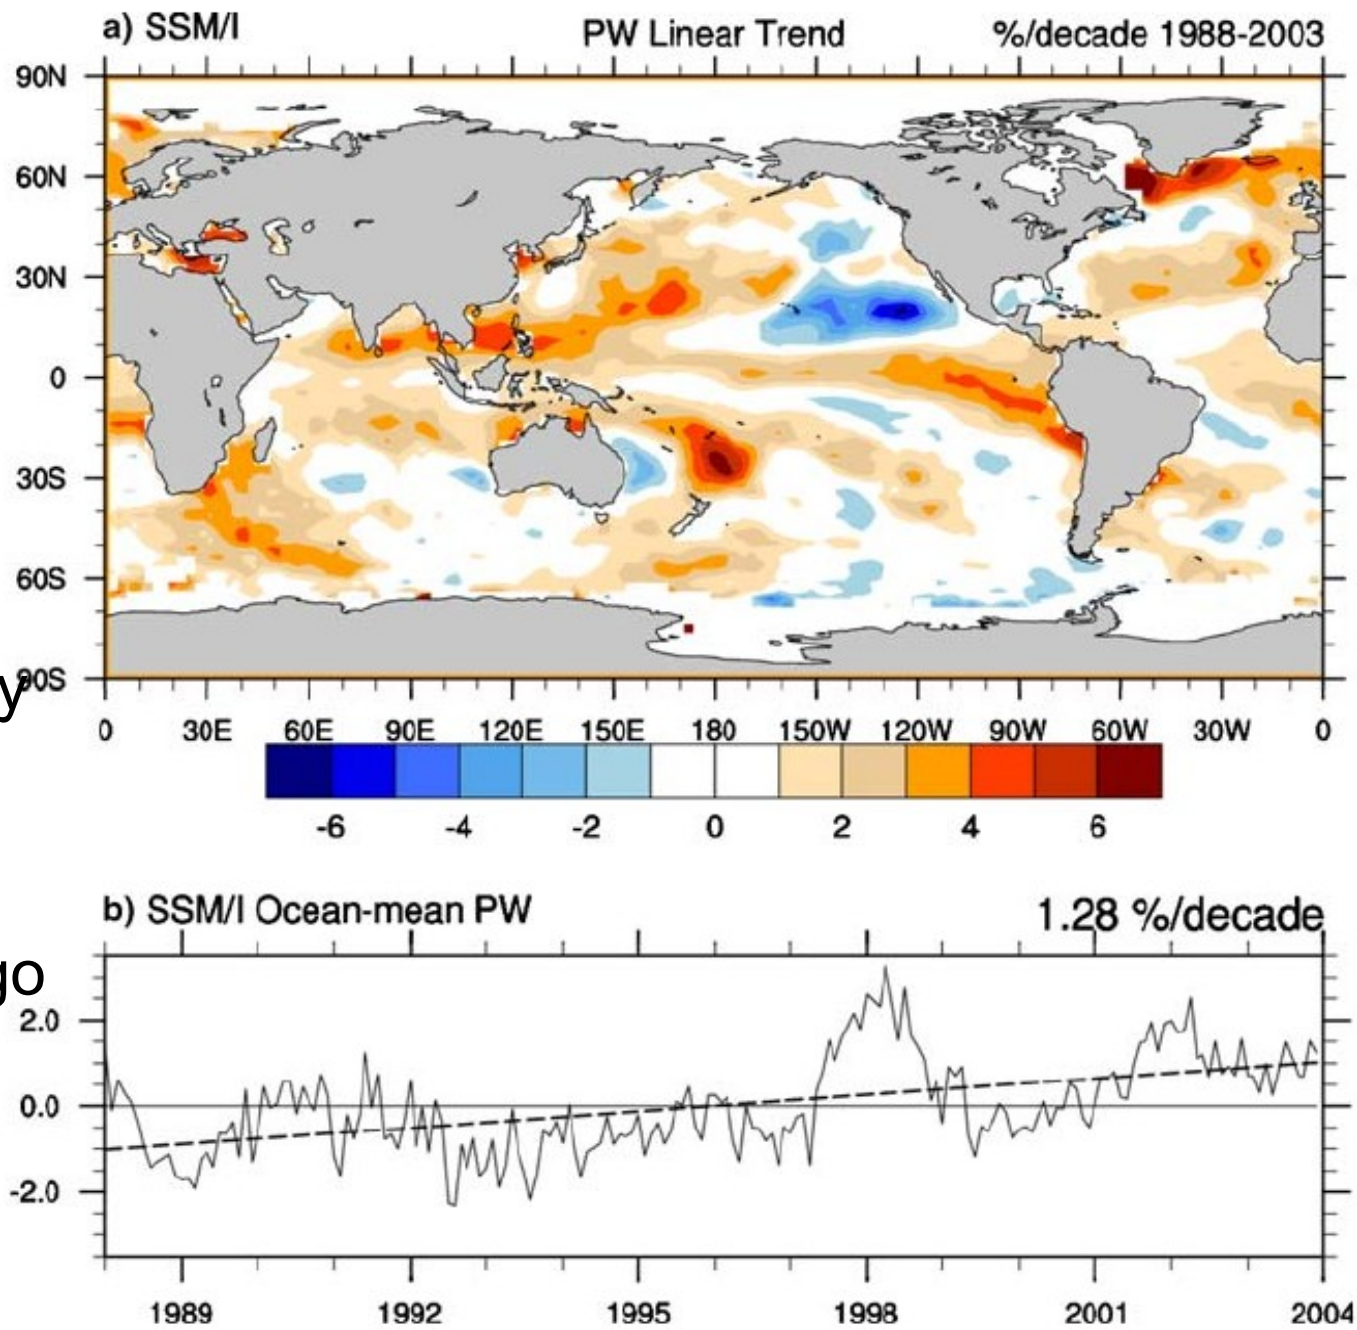 a) SSM/I PW Linear Trend %/decade 1988-2003
90N
60N
30N
0
30S
60S
90S
y
0 30E 60E 90E 120E 150E 180 150W 120W 90W 60W 30W 0
-6 -4 -2 0 2 4 6
b) SSM/I Ocean-mean PW 1.28 %/decade
go
2.0
0.0
-2.0
1989 1992 1995 1998 2001 2004